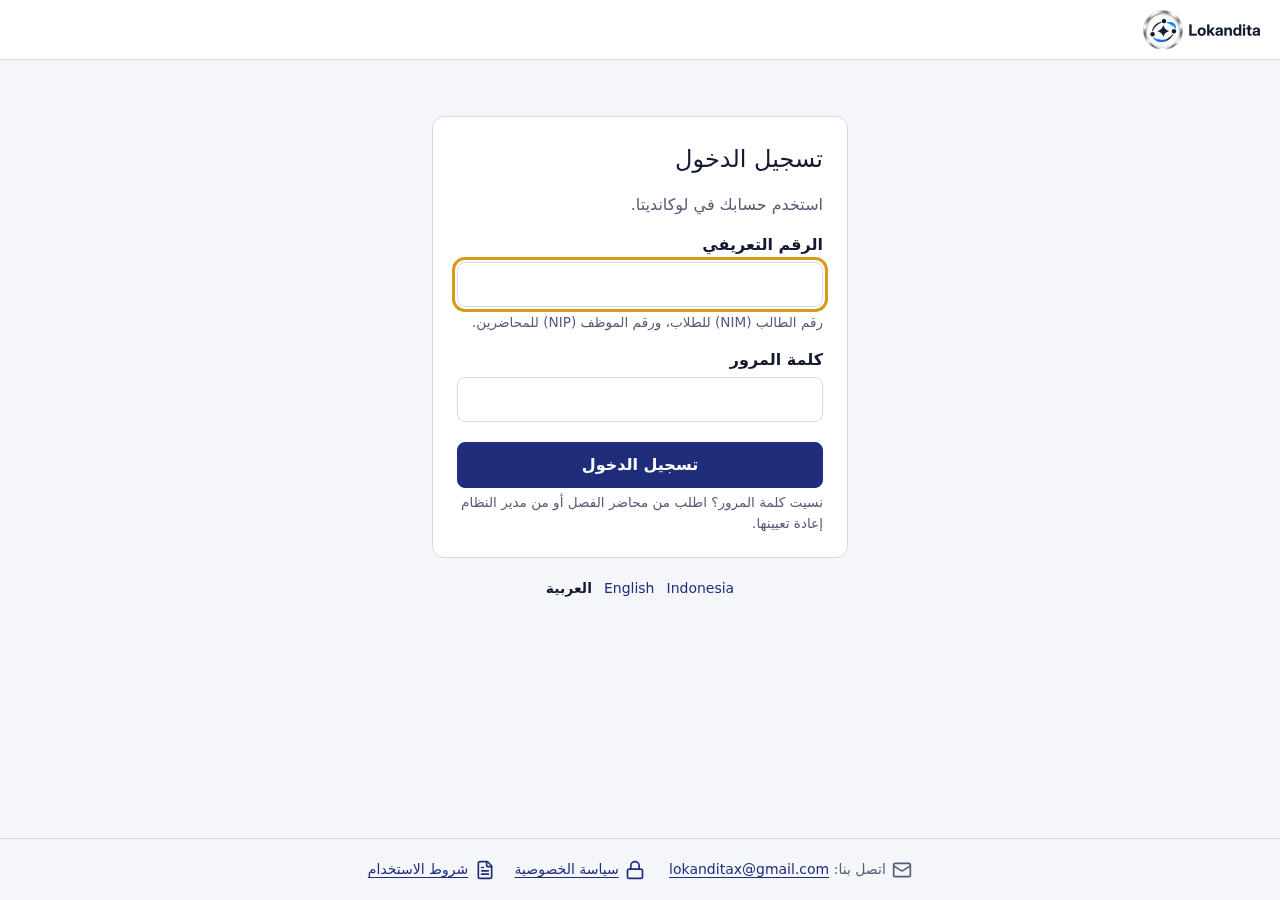 Lokandita
تسجيل الدخول
استخدم حسابك في لوكانديتا.
الرقم التعريفي
رقم الطالب (NIM) للطلاب، ورقم الموظف (NIP) للمحاضرين.
كلمة المرور
تسجيل الدخول
نسيت كلمة المرور؟ اطلب من محاضر الفصل أو من مدير النظام
إعادة تعيينها.
Indonesia English العربية
اتصل بنا: lokanditax@gmail.com سياسة الخصوصية شروط الاستخدام